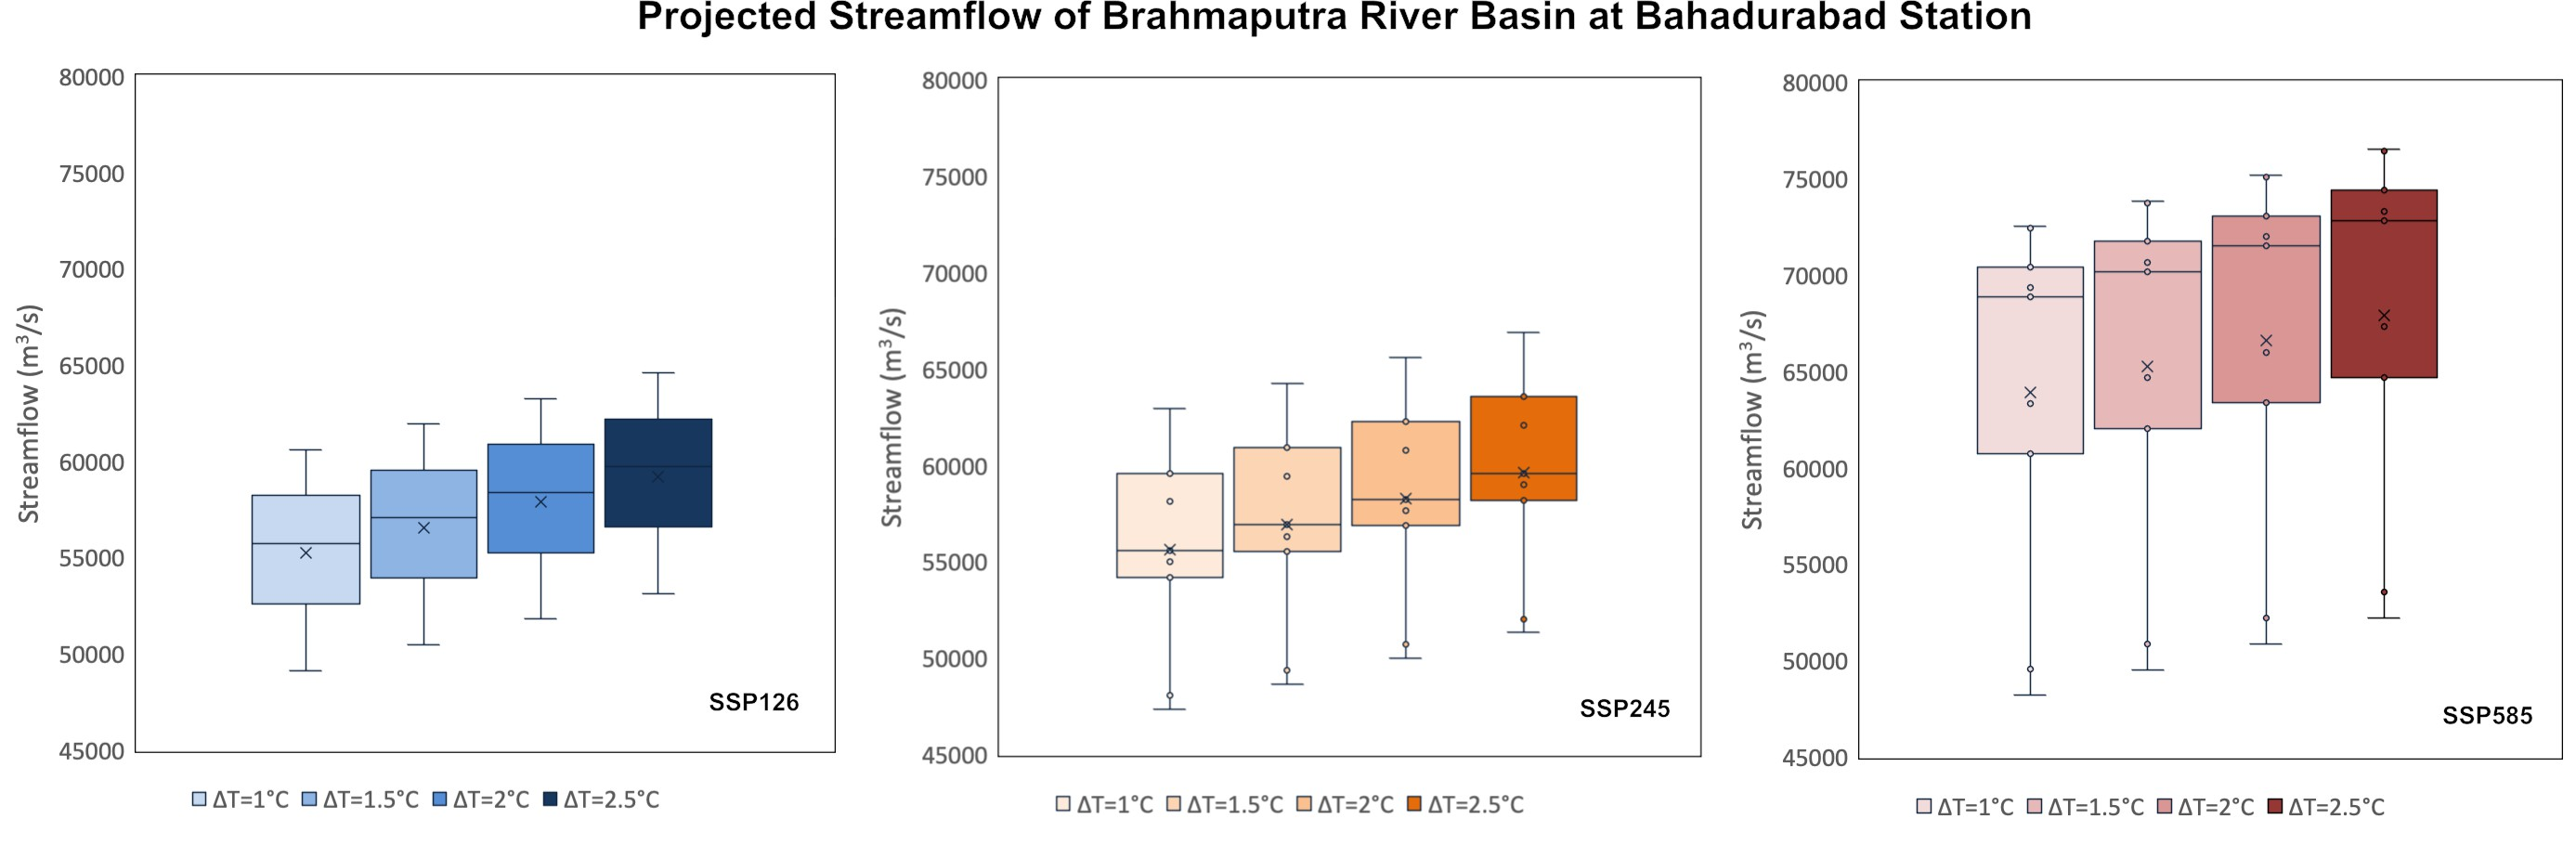 Projected Streamflow of Brahmaputra River Basin at Bahadurabad Station
80000
75000
70000
65000
60000
55000
50000
45000
Streamflow (m³/s)
SSP126
ΔT=1°C ΔT=1.5°C ΔT=2°C ΔT=2.5°C
80000
75000
70000
65000
60000
55000
50000
45000
Streamflow (m³/s)
SSP245
ΔT=1°C ΔT=1.5°C ΔT=2°C ΔT=2.5°C
80000
75000
70000
65000
60000
55000
50000
45000
Streamflow (m³/s)
SSP585
ΔT=1°C ΔT=1.5°C ΔT=2°C ΔT=2.5°C